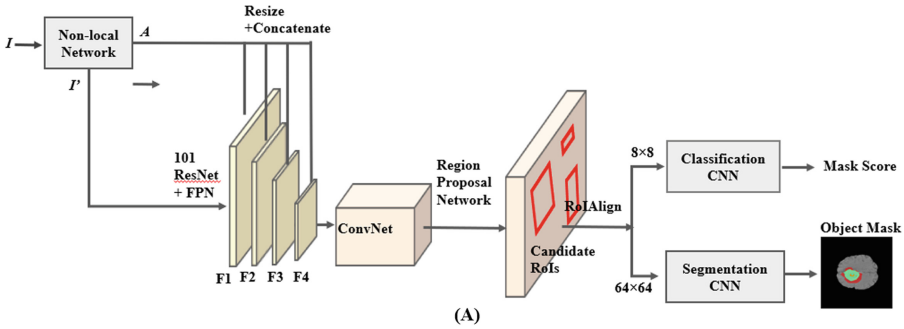 I
Non-local
Network
A
I’
Resize
+Concatenate
101
ResNet
+ FPN
F1 F2 F3 F4
ConvNet
Region
Proposal
Network
Candidate
RoIs
RoIAlign
8×8
64×64
Classification
CNN
Mask Score
Segmentation
CNN
Object Mask
(A)